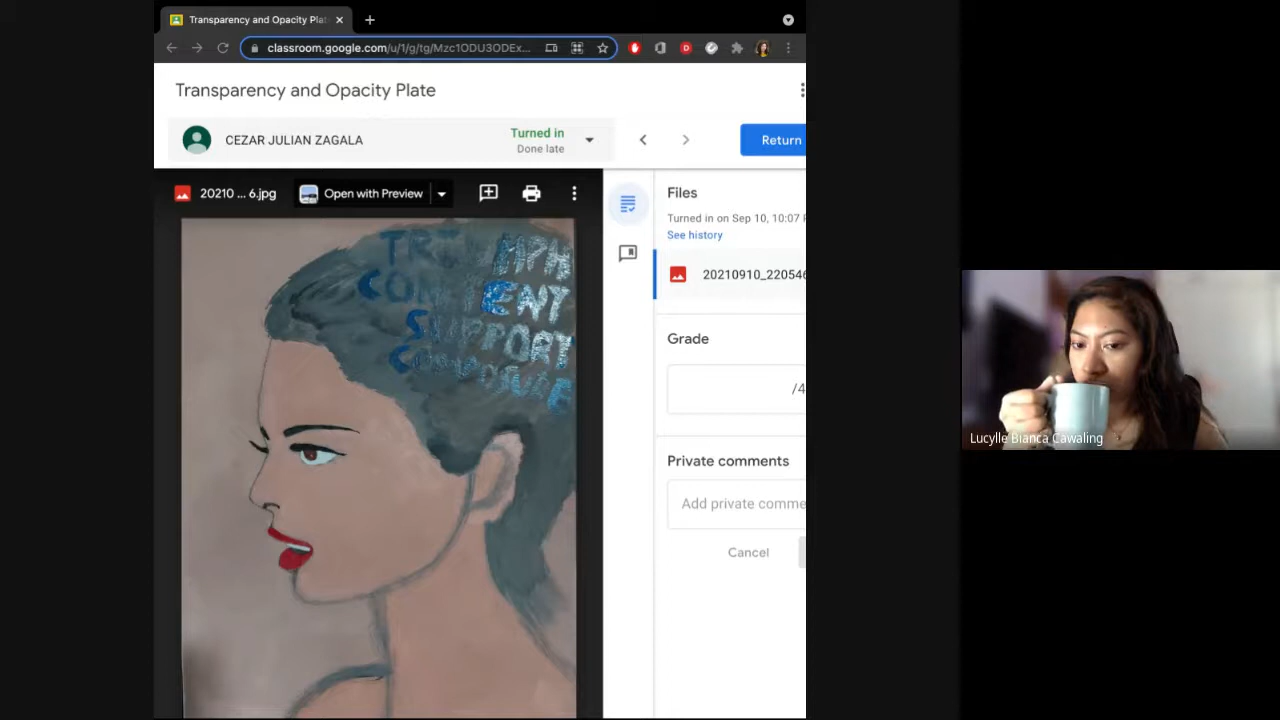 Transparency and Opacity Plat
classroom.google.com/u/1/g/tg/Mzc1ODU3ODEx...
Transparency and Opacity Plate
CEZAR JULIAN ZAGALA
Turned in
Done late
Return
20210 ... 6.jpg
Open with Preview
Files
Turned in on Sep 10, 10:07
See history
20210910_220546
Grade
/4
Private comments
Add private comme
Cancel
SUPPORT
COMPOSURE
Lucylle Bianca Cawaling